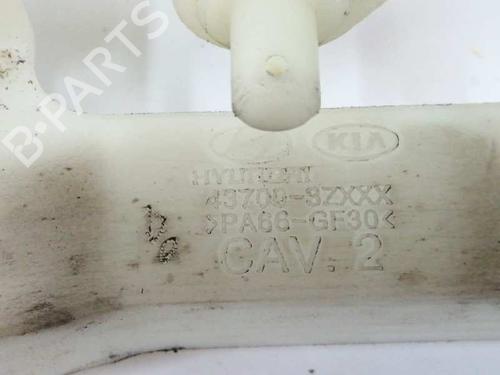 B-PARTS
KIA
HYUNDAI
43700-3ZXXX
>PA66-GF30<
CAV. 2